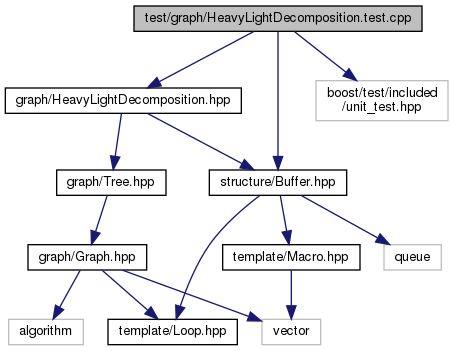 test/graph/HeavyLightDecomposition.test.cpp
graph/HeavyLightDecomposition.hpp
boost/test/included
/unit_test.hpp
graph/Tree.hpp
structure/Buffer.hpp
graph/Graph.hpp
template/Macro.hpp
queue
algorithm
template/Loop.hpp
vector